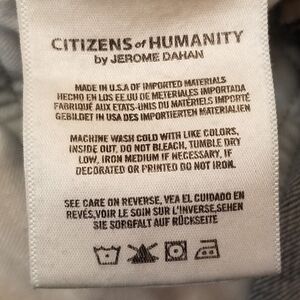 CITIZENS of HUMANITY
by JEROME DAHAN
MADE IN U.S.A OF IMPORTED MATERIALS
HECHO EN LOS EE.UU DE METERIALES IMPORTADA
FABRIQUÉ AUX ETATS-UNIS DU MATÉRIELS IMPORTÉ
GEBILDET IN USA DES IMPORTIERTEN MATERIALIEN
MACHINE WASH COLD WITH LIKE COLORS,
INSIDE OUT, DO NOT BLEACH, TUMBLE DRY
LOW, IRON MEDIUM IF NECESSARY, IF
DECORATED OR PRINTED DO NOT IRON.
SEE CARE ON REVERSE. VEA EL CUIDADO EN
REVÉS, VOIR LE SOIN SUR L'INVERSE, SEHEN
SIE SORGFALT AUF RÜCKSEITE